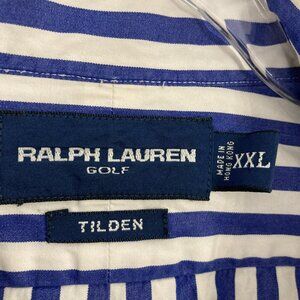 RALPH LAUREN
GOLF
MADE IN
HONG KONG
XXL
TILDEN